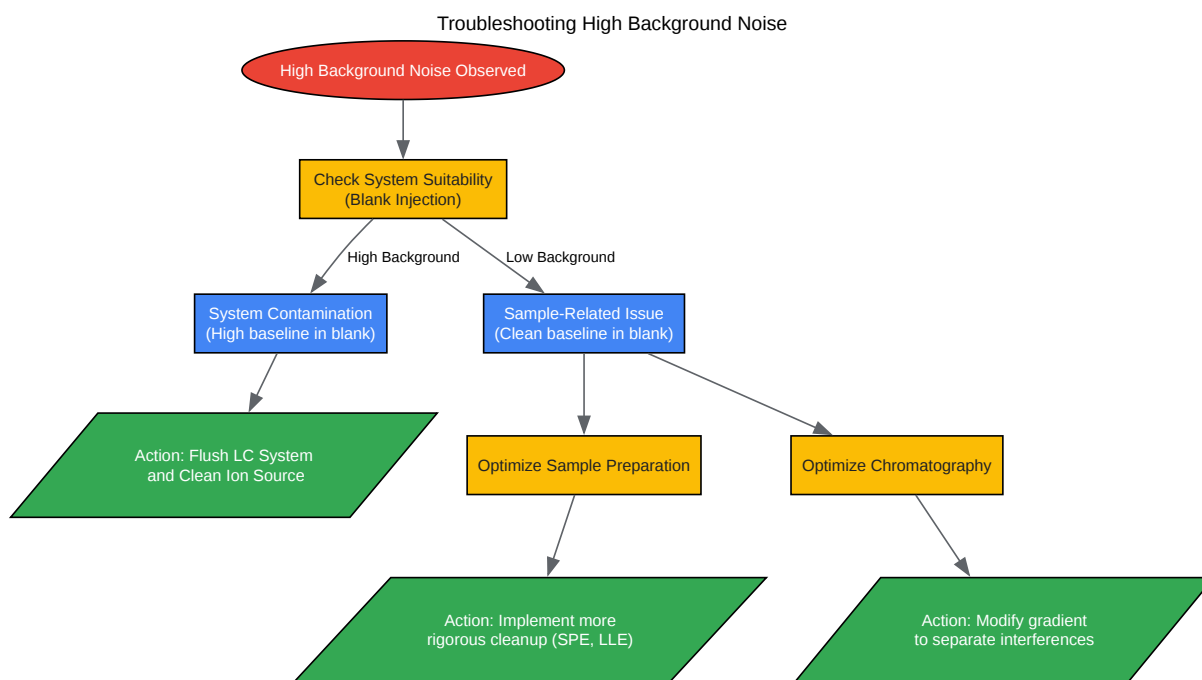 Troubleshooting High Background Noise
High Background Noise Observed
Check System Suitability
(Blank Injection)
High Background
Low Background
System Contamination
(High baseline in blank)
Sample-Related Issue
(Clean baseline in blank)
Action: Flush LC System
and Clean Ion Source
Optimize Sample Preparation
Optimize Chromatography
Action: Implement more
rigorous cleanup (SPE, LLE)
Action: Modify gradient
to separate interferences